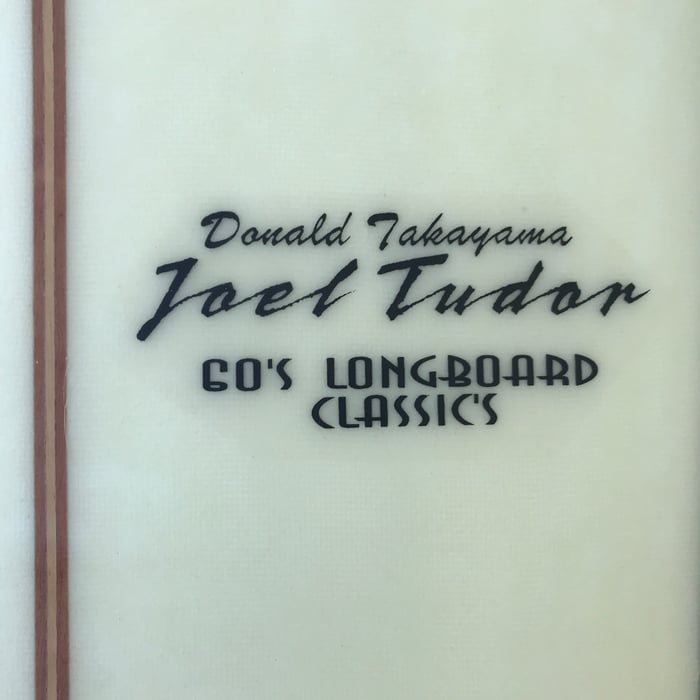 Donald Takayama
Joel Tudor
60'S LONGBOARD
CLASSIC'S